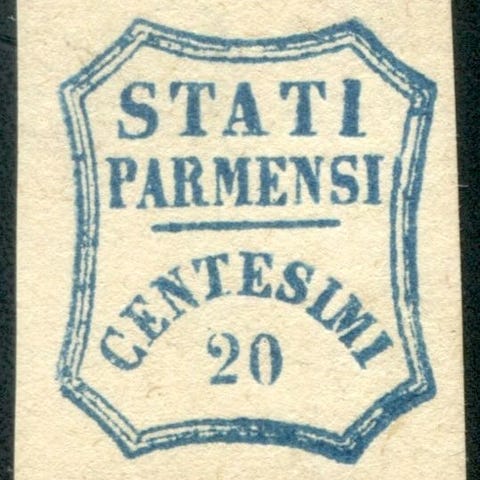 STATI
PARMENSI
CENTESIMI
20